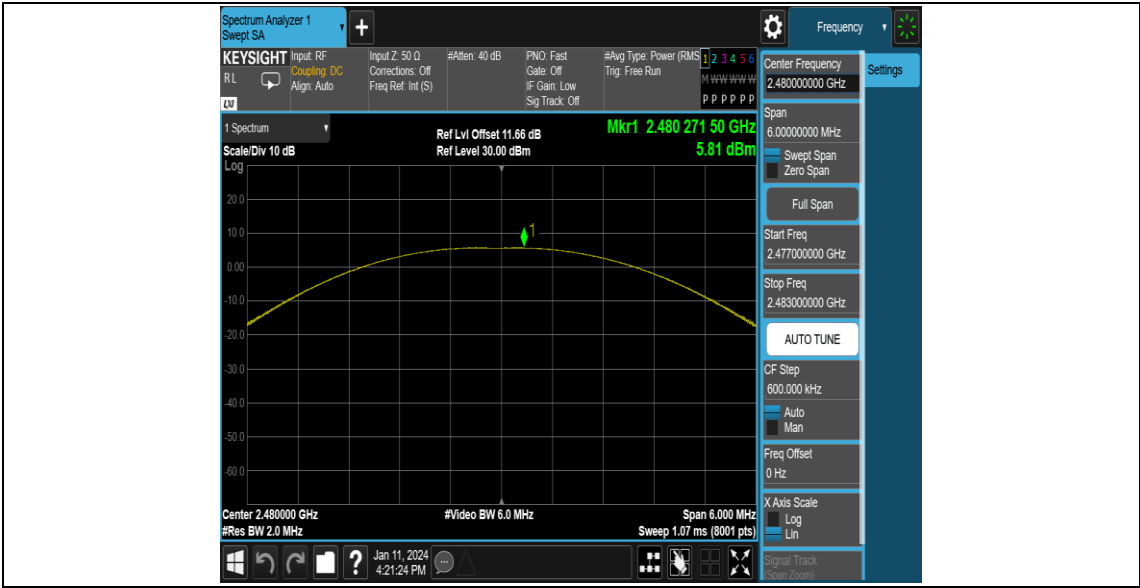 Spectrum Analyzer 1
Swept SA
+
Frequency
KEYSIGHT
R L
LXI
Input: RF
Coupling: DC
Align: Auto
Input Z: 50 Ω
Corrections: Off
Freq Ref: Int (S)
#Atten: 40 dB
PNO: Fast
Gate: Off
IF Gain: Low
Sig Track: Off
#Avg Type: Power (RMS
Trig: Free Run
1 2 3 4 5 6
M W W W W W
P P P P P P
1 Spectrum
Scale/Div 10 dB
Log
Ref Lvl Offset 11.66 dB
Ref Level 30.00 dBm
Mkr1 2.480 271 50 GHz
5.81 dBm
1
20.0
10.0
0.00
-10.0
-20.0
-30.0
-40.0
-50.0
-60.0
Center 2.480000 GHz
#Res BW 2.0 MHz
#Video BW 6.0 MHz
Span 6.000 MHz
Sweep 1.07 ms (8001 pts)
Center Frequency
2.480000000 GHz
Settings
Span
6.00000000 MHz
Swept Span
Zero Span
Full Span
Start Freq
2.477000000 GHz
Stop Freq
2.483000000 GHz
AUTO TUNE
CF Step
600.000 kHz
Auto
Man
Freq Offset
0 Hz
X Axis Scale
Log
Lin
Signal Track
(Span Zoom)
?
Jan 11, 2024
4:21:24 PM